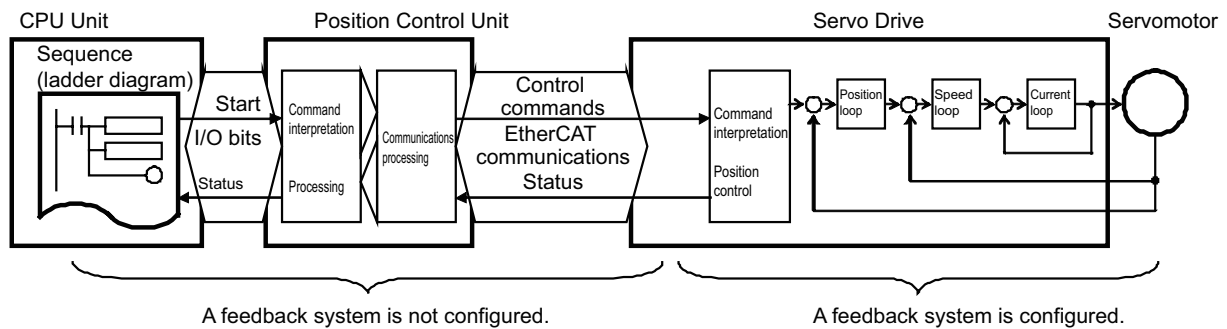 CPU Unit
Position Control Unit
Servo Drive
Servomotor
Sequence
(ladder diagram)
Start
I/O bits
Status
Command
interpretation
Processing
Communications
processing
Control
commands
EtherCAT
communications
Status
Command
interpretation
Position
control
Position
loop
Speed
loop
Current
loop
A feedback system is not configured.
A feedback system is configured.